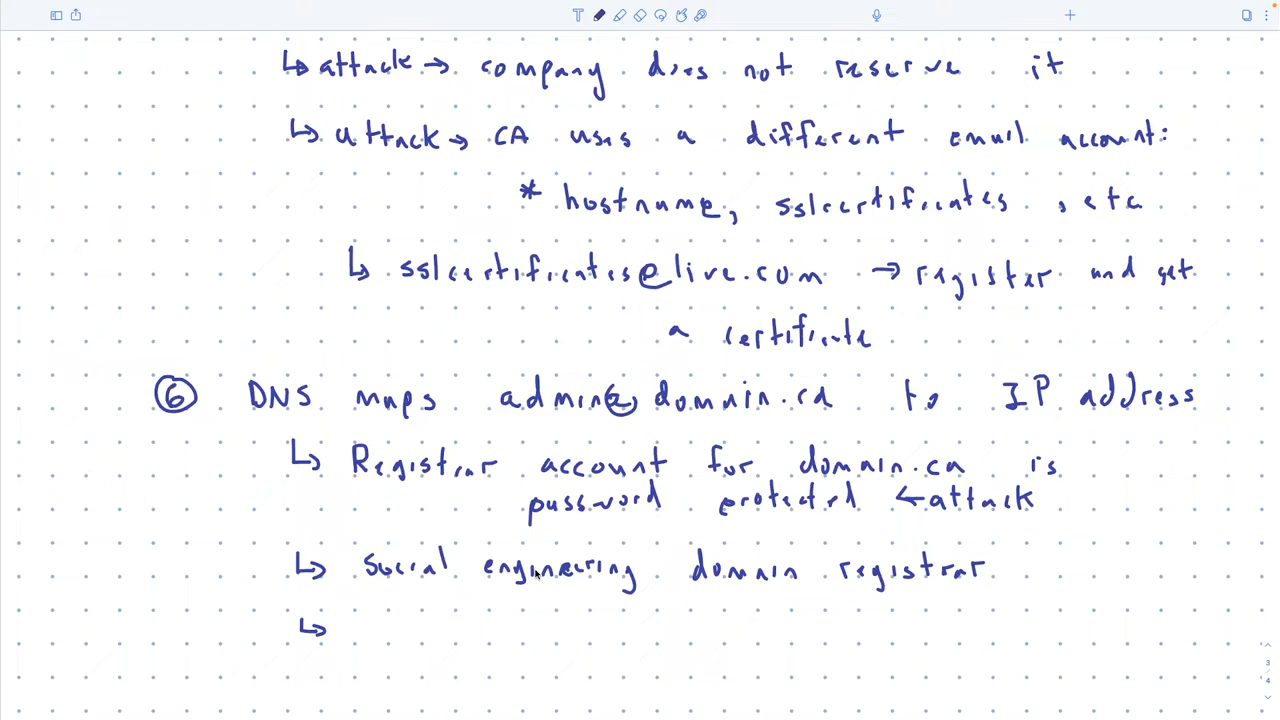 ↳ attack → company does not reserve it
↳ attack → CA uses a different email account:
* hostname, sslcertificates, etc
↳ sslcertificates@live.com → register and get
a certificate
⑥ DNS maps admin@domain.ca to IP address
↳ Registrar account for domain.ca is
password protected ← attack
↳ Social engineering domain registrar
↳
3
4